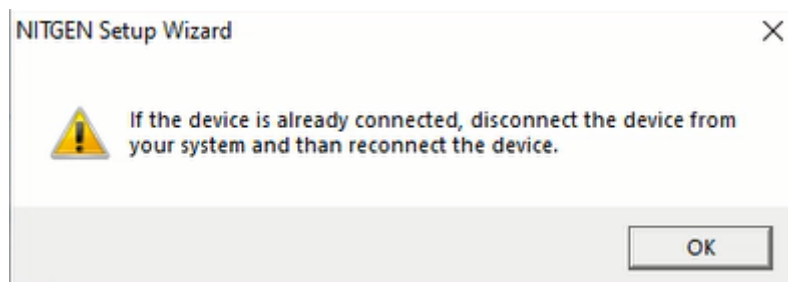 NITGEN Setup Wizard
If the device is already connected, disconnect the device from
your system and than reconnect the device.
OK